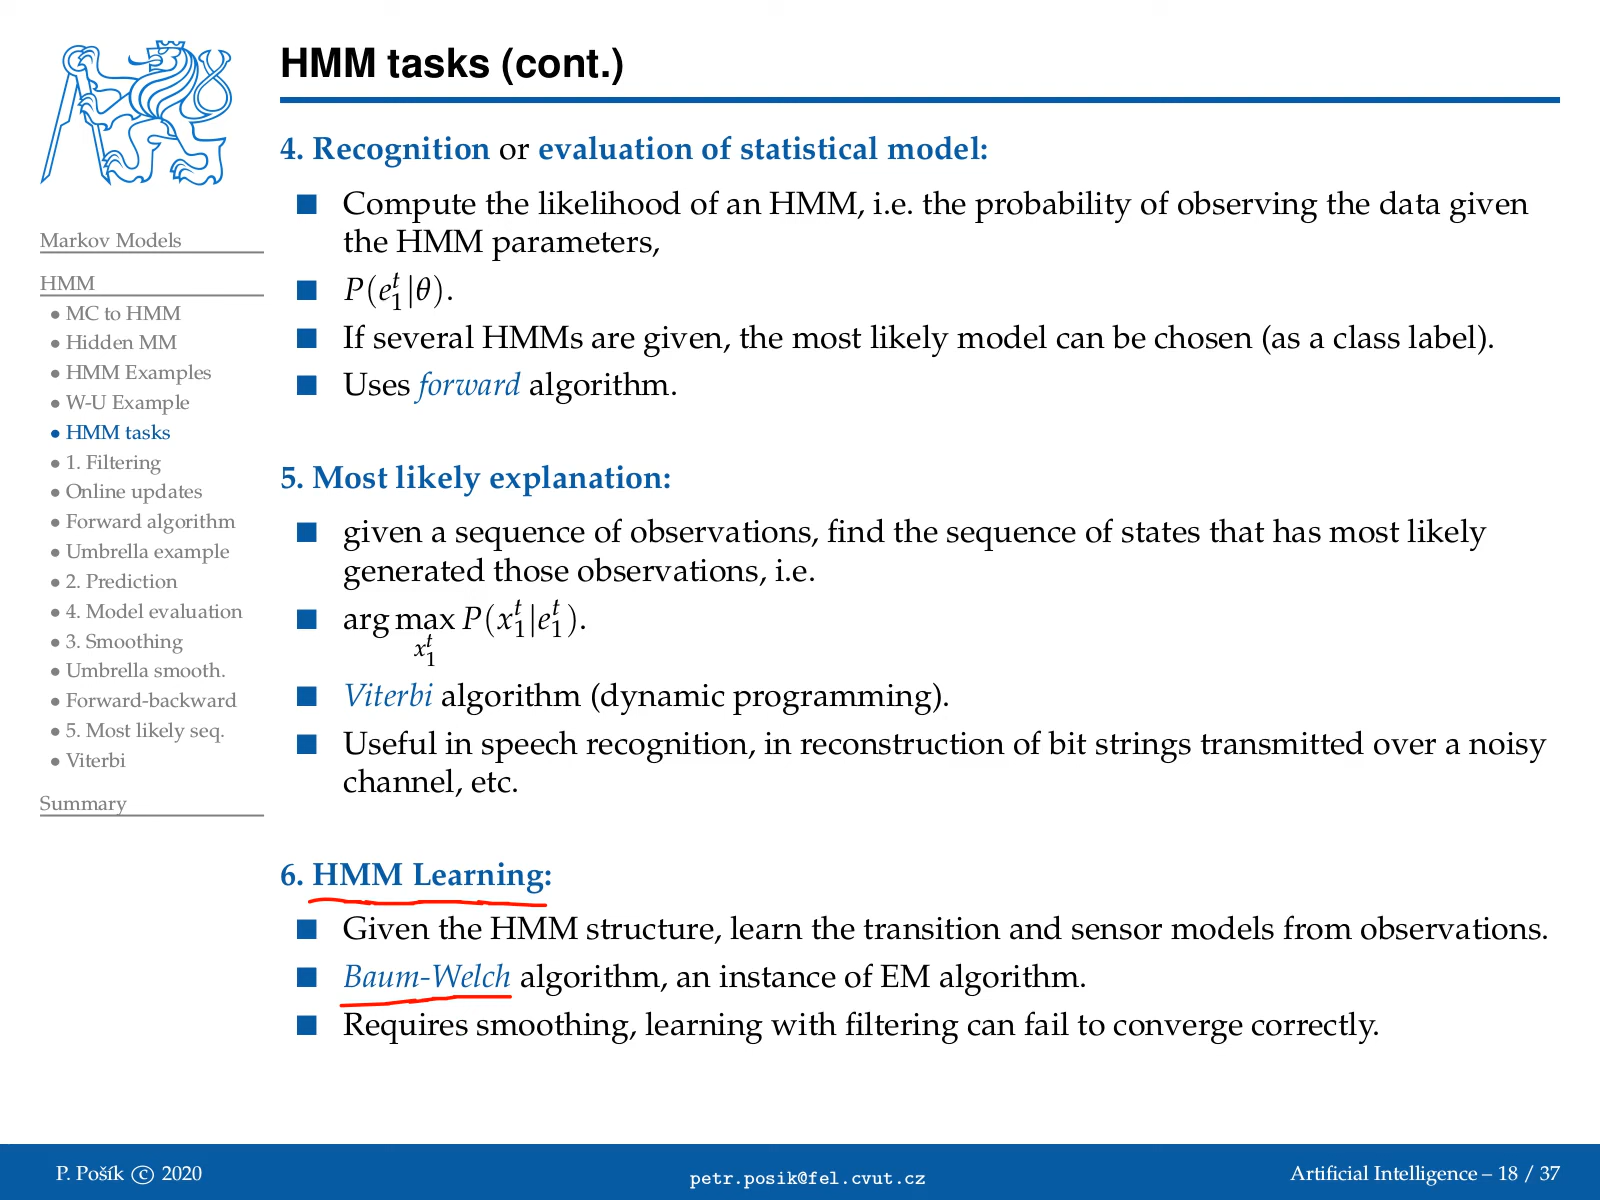 HMM tasks (cont.)
Markov Models
HMM
• MC to HMM
• Hidden MM
• HMM Examples
• W-U Example
• HMM tasks
• 1. Filtering
• Online updates
• Forward algorithm
• Umbrella example
• 2. Prediction
• 4. Model evaluation
• 3. Smoothing
• Umbrella smooth.
• Forward-backward
• 5. Most likely seq.
• Viterbi
Summary
4. Recognition or evaluation of statistical model:
■ Compute the likelihood of an HMM, i.e. the probability of observing the data given
the HMM parameters,
■ $P(e_1^t|\theta)$.
■ If several HMMs are given, the most likely model can be chosen (as a class label).
■ Uses forward algorithm.
5. Most likely explanation:
■ given a sequence of observations, find the sequence of states that has most likely
generated those observations, i.e.
■ $\arg\max_{x_1^t} P(x_1^t|e_1^t)$.
■ Viterbi algorithm (dynamic programming).
■ Useful in speech recognition, in reconstruction of bit strings transmitted over a noisy
channel, etc.
6. HMM Learning:
■ Given the HMM structure, learn the transition and sensor models from observations.
■ Baum-Welch algorithm, an instance of EM algorithm.
■ Requires smoothing, learning with filtering can fail to converge correctly.
P. Pošík © 2020
petr.posik@fel.cvut.cz
Artificial Intelligence – 18 / 37